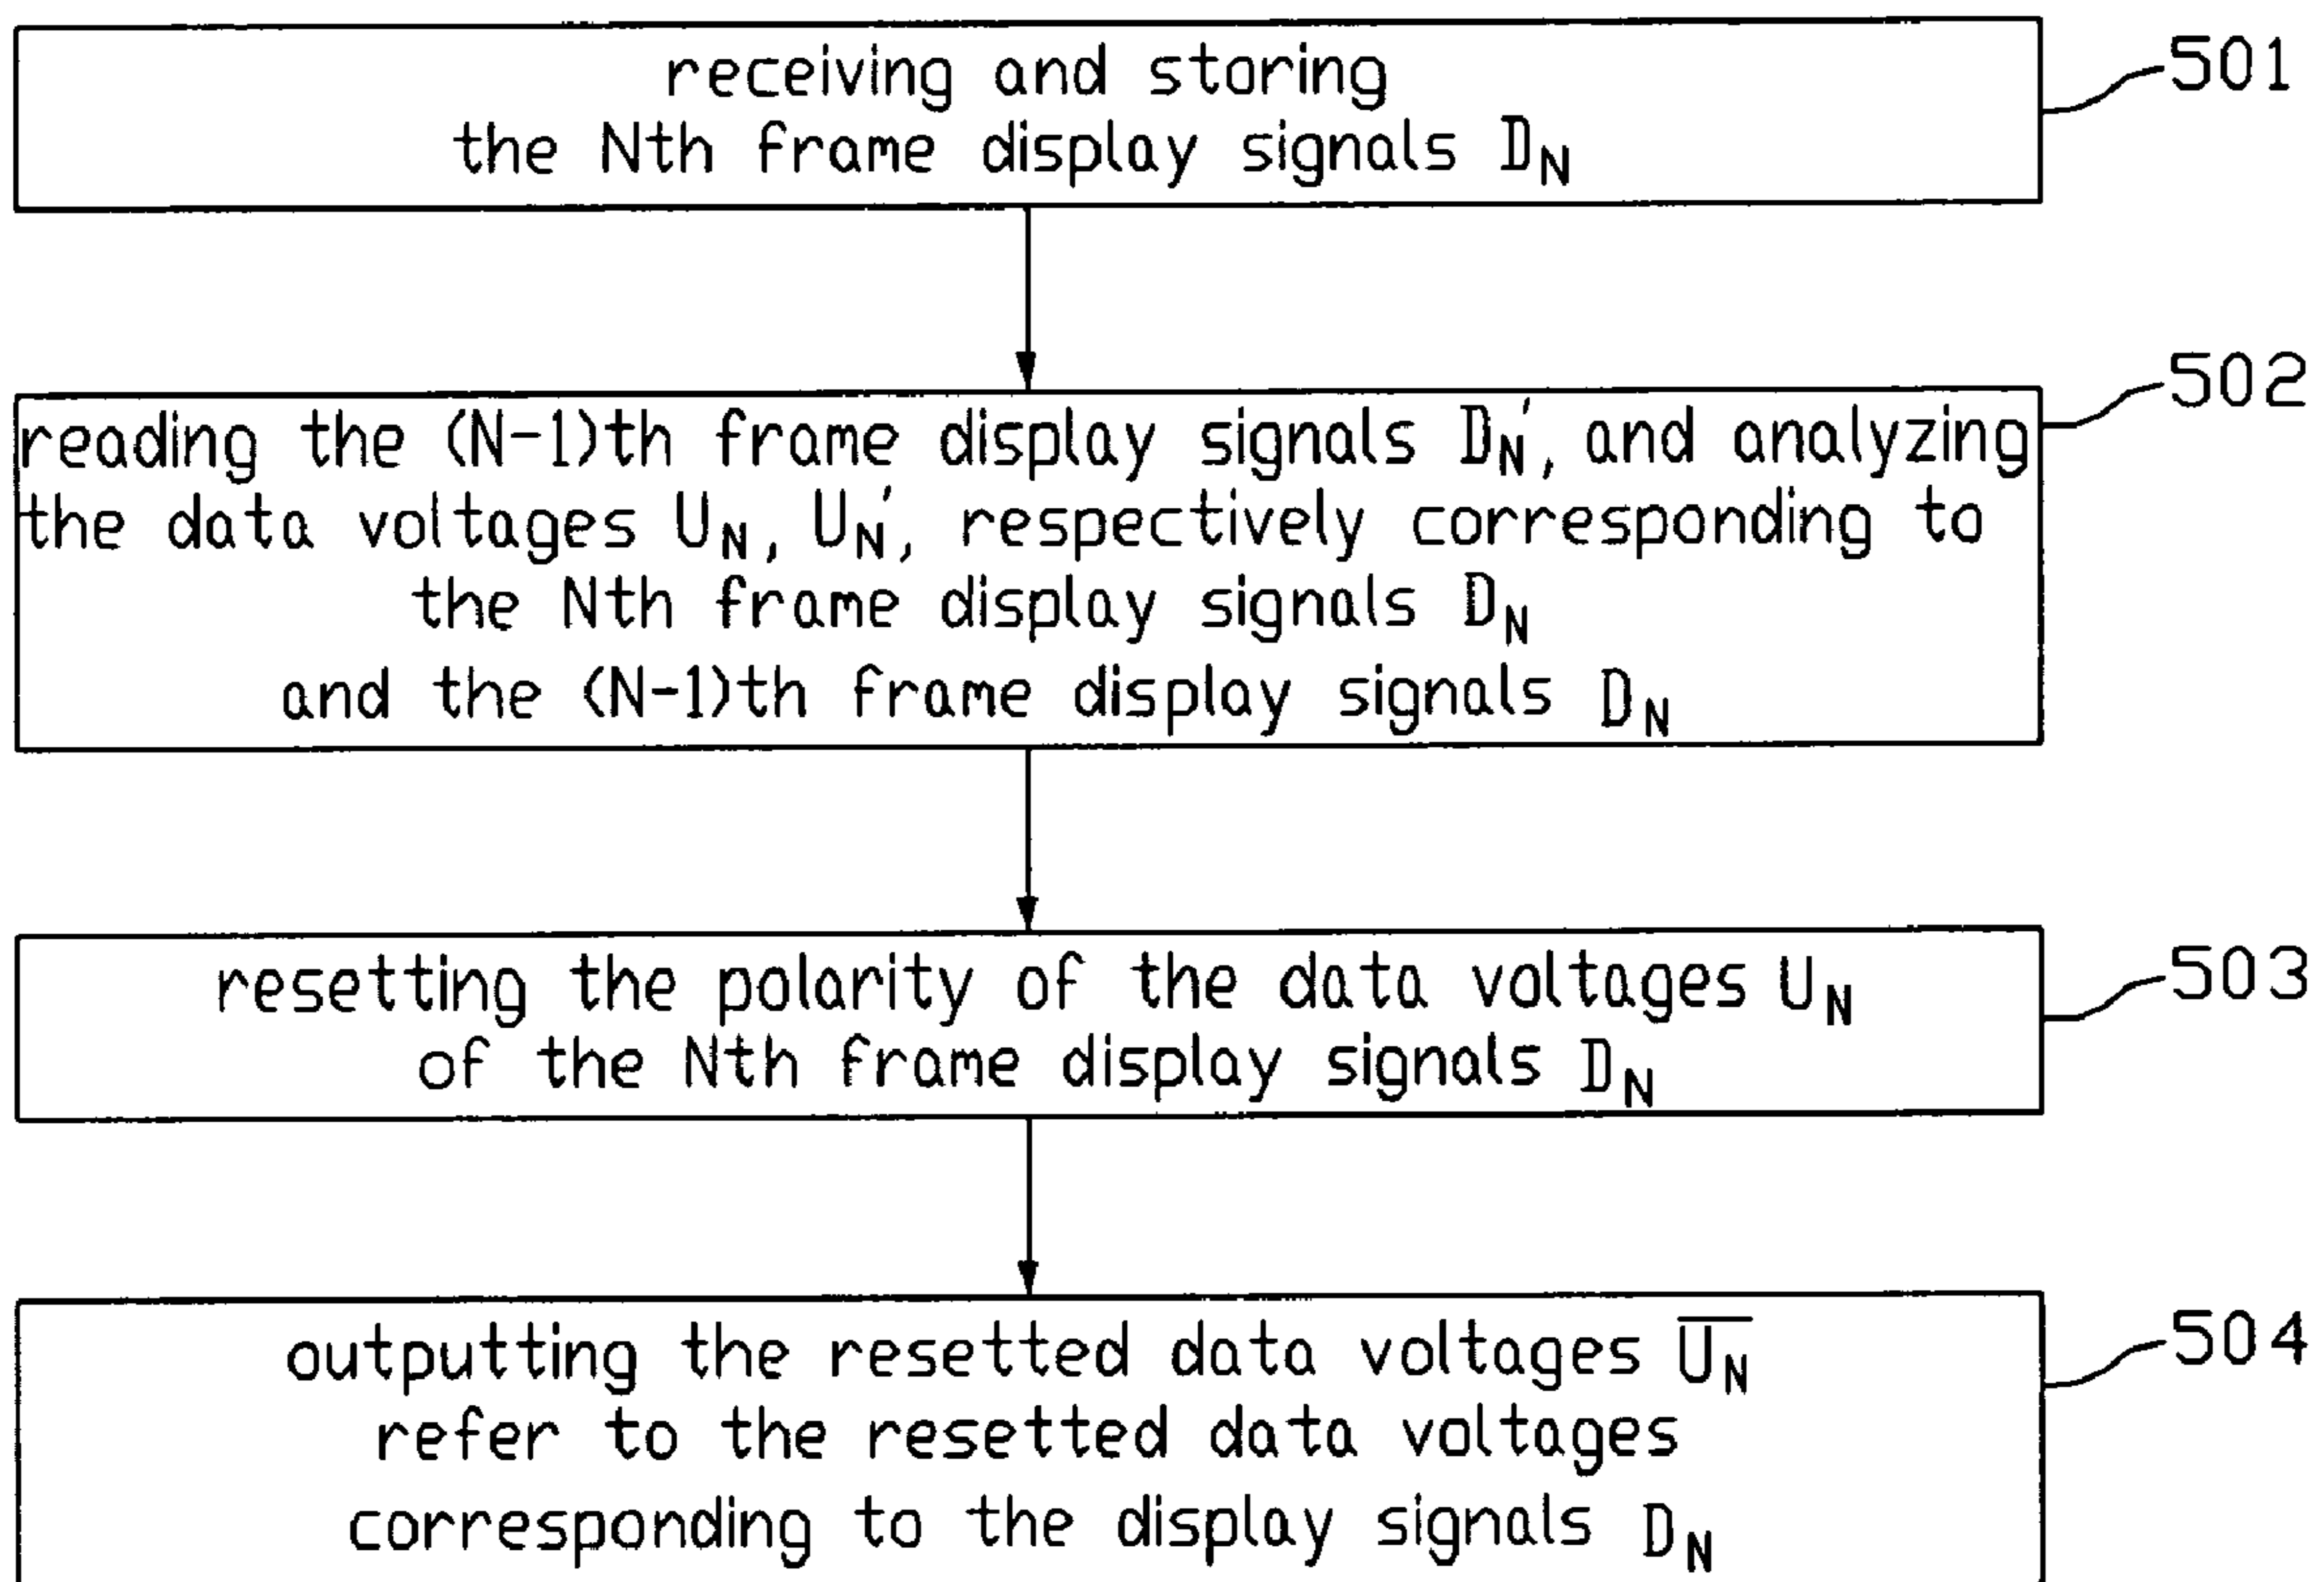 receiving and storing
the Nth frame display signals D_N
501
502
reading the (N-1)th frame display signals D_N', and analyzing
the data voltages U_N, U_N', respectively corresponding to
the Nth frame display signals D_N
and the (N-1)th frame display signals D_N
resetting the polarity of the data voltages U_N
of the Nth frame display signals D_N
503
outputting the resetted data voltages U̅_N̅
refer to the resetted data voltages
corresponding to the display signals D_N
504